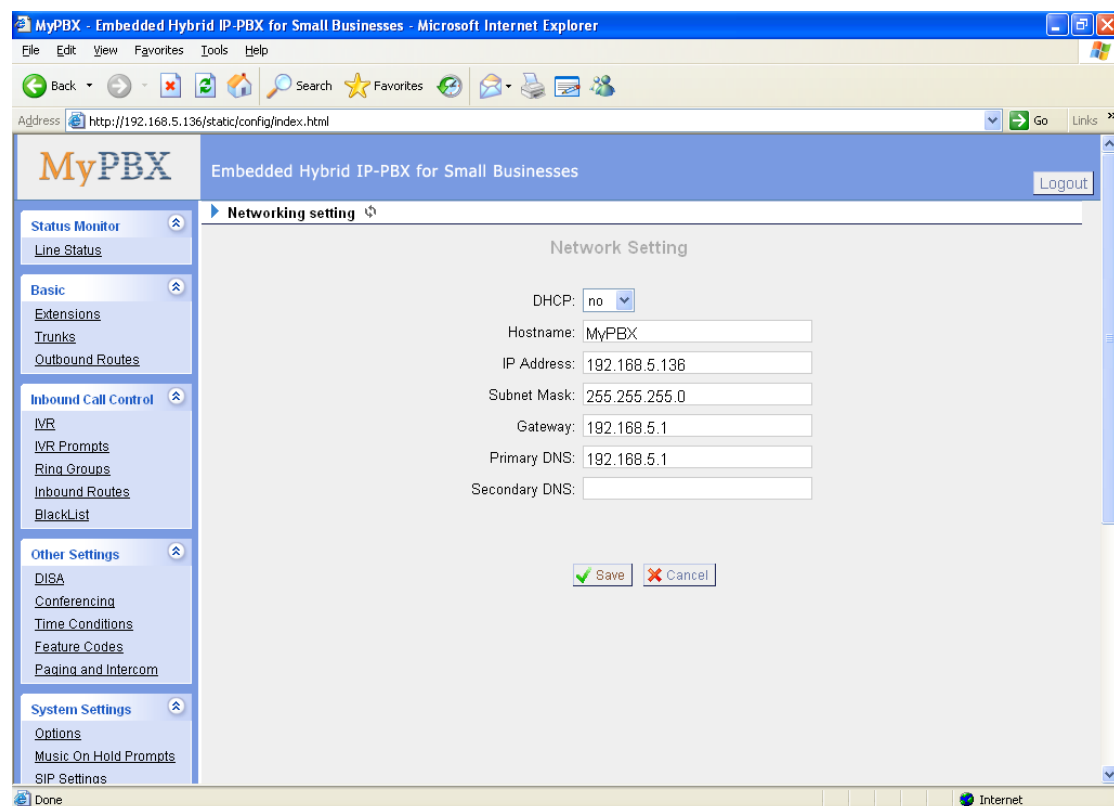 MyPBX - Embedded Hybrid IP-PBX for Small Businesses - Microsoft Internet Explorer
File Edit View Favorites Tools Help
Back Search Favorites
Address http://192.168.5.136/static/config/index.html Go Links »
MyPBX
Embedded Hybrid IP-PBX for Small Businesses
Logout
Networking setting
Status Monitor
Line Status
Basic
Extensions
Trunks
Outbound Routes
Inbound Call Control
IVR
IVR Prompts
Ring Groups
Inbound Routes
BlackList
Other Settings
DISA
Conferencing
Time Conditions
Feature Codes
Paging and Intercom
System Settings
Options
Music On Hold Prompts
SIP Settings
Network Setting
DHCP: no
Hostname: MyPBX
IP Address: 192.168.5.136
Subnet Mask: 255.255.255.0
Gateway: 192.168.5.1
Primary DNS: 192.168.5.1
Secondary DNS:
Save Cancel
Done Internet